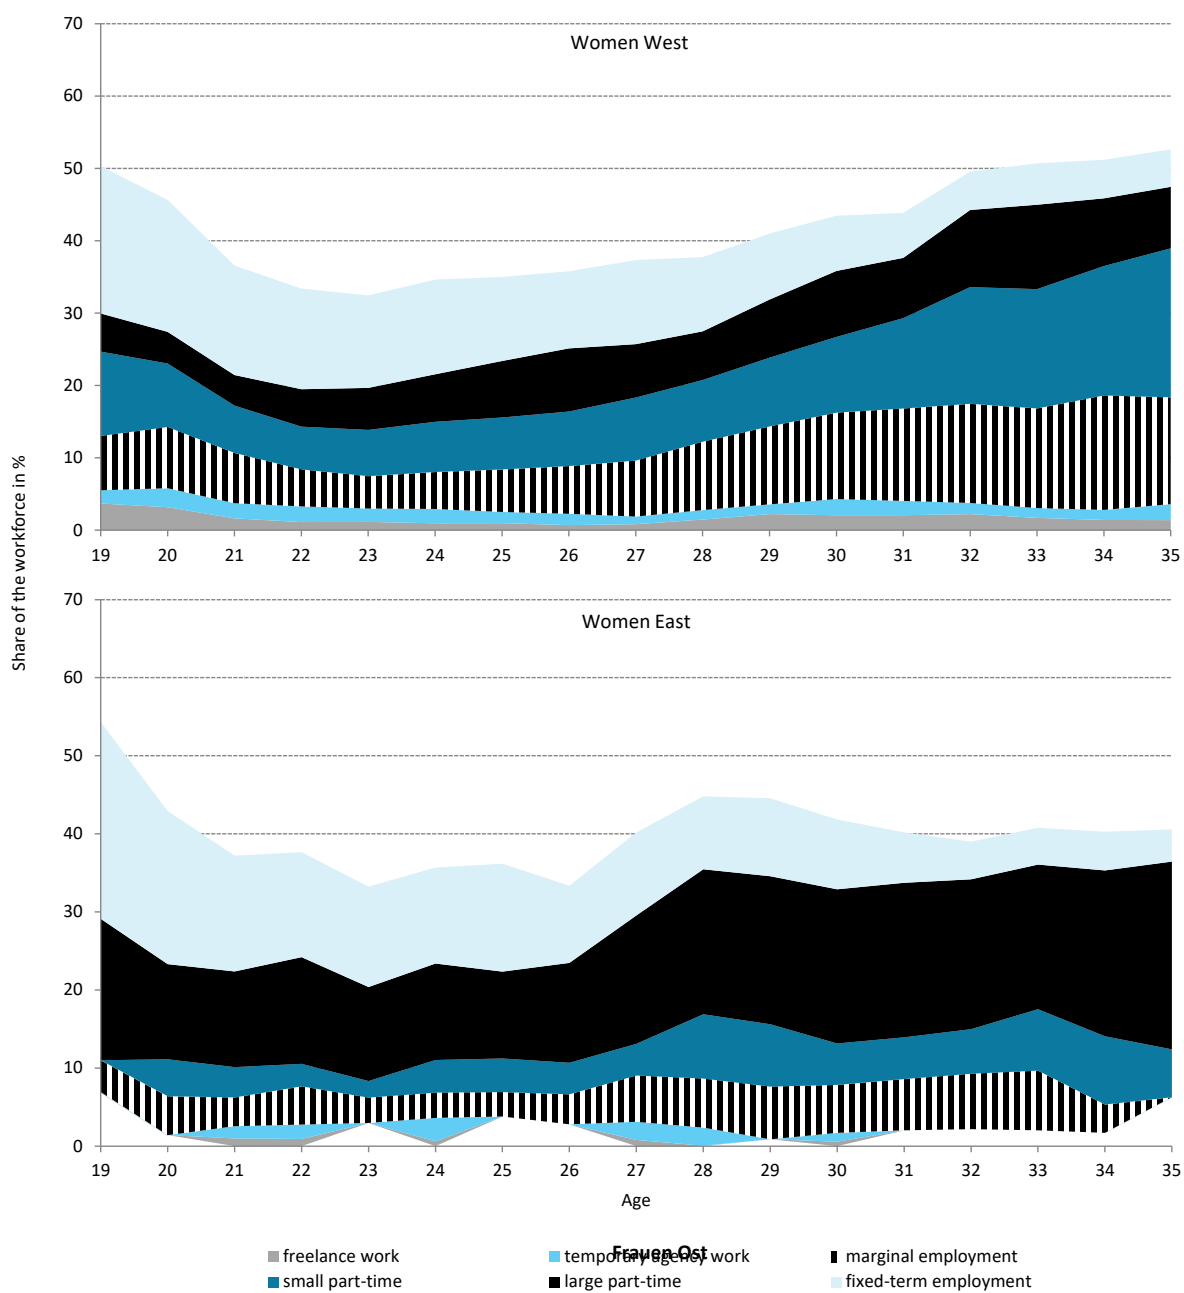 Women West
70
60
50
40
30
20
10
0
19 20 21 22 23 24 25 26 27 28 29 30 31 32 33 34 35
Share of the workforce in %
Women East
70
60
50
40
30
20
10
0
19 20 21 22 23 24 25 26 27 28 29 30 31 32 33 34 35
Age
Frauen Ost
freelance work temporary agency work marginal employment
small part-time large part-time fixed-term employment